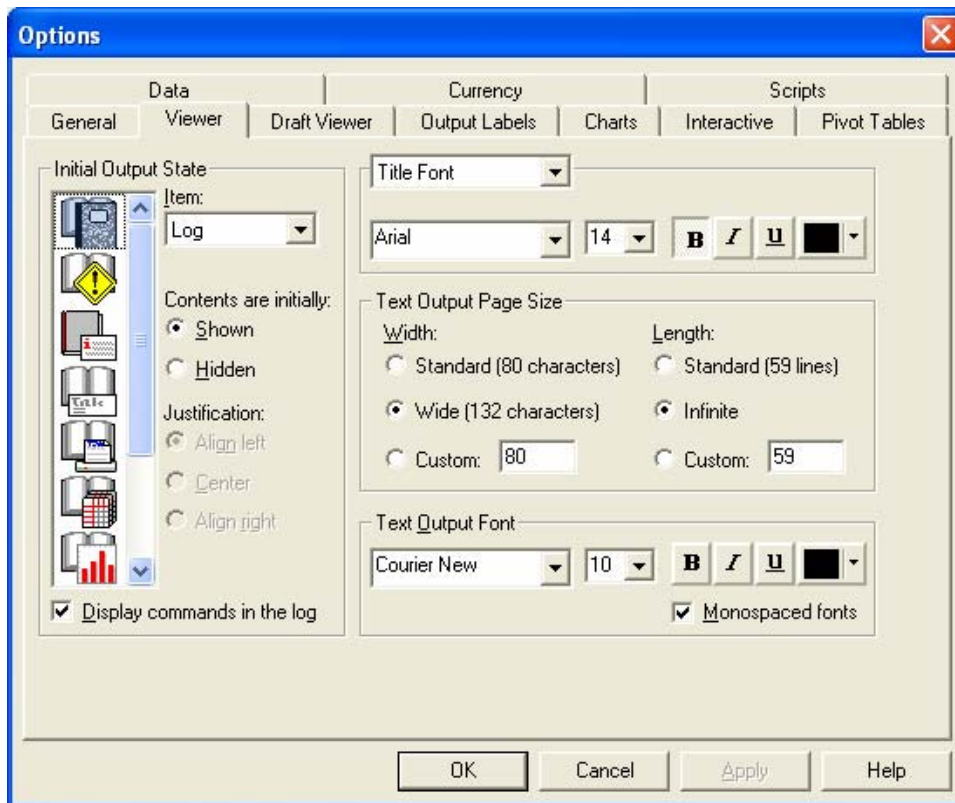 Options
Data
Currency
Scripts
General
Viewer
Draft Viewer
Output Labels
Charts
Interactive
Pivot Tables
Initial Output State
Item:
Log
Contents are initially:
Shown
Hidden
Justification:
Align left
Center
Align right
Display commands in the log
Title Font
Arial
14
B
I
U
Text Output Page Size
Width:
Standard (80 characters)
Wide (132 characters)
Custom: 80
Length:
Standard (59 lines)
Infinite
Custom: 59
Text Output Font
Courier New
10
B
I
U
Monospaced fonts
OK
Cancel
Apply
Help